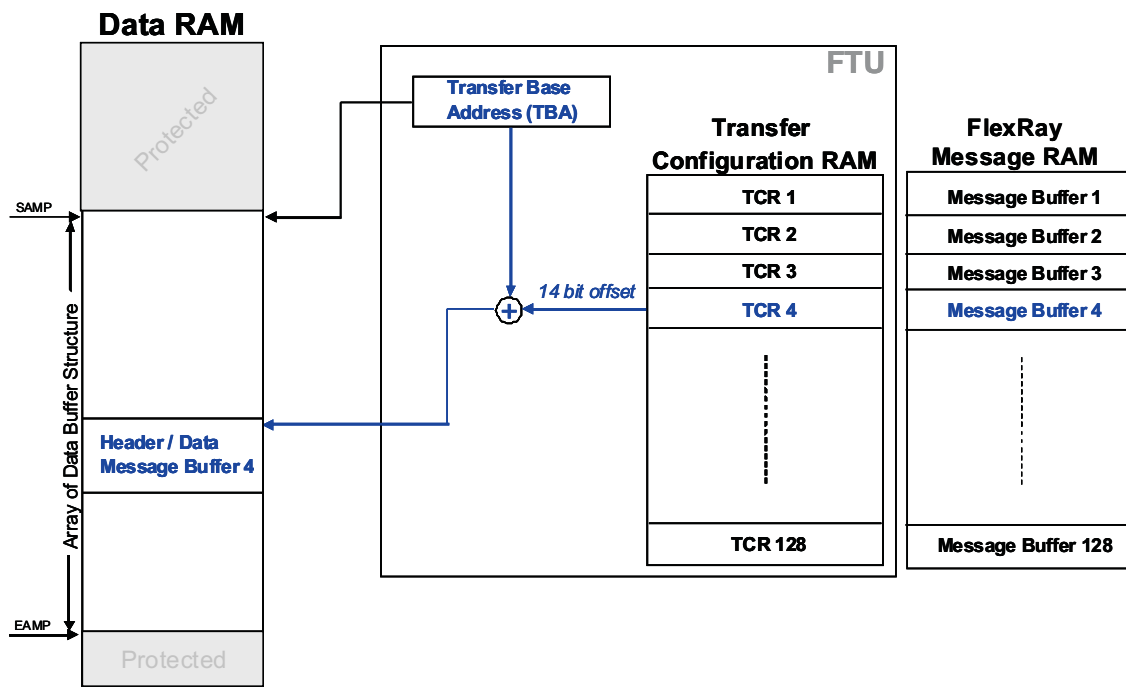 Data RAM
Protected
SAMP
Array of Data Buffer Structure
Header / Data
Message Buffer 4
EAMP
Protected
FTU
Transfer Base
Address (TBA)
14 bit offset
+
Transfer
Configuration RAM
TCR 1
TCR 2
TCR 3
TCR 4
TCR 128
FlexRay
Message RAM
Message Buffer 1
Message Buffer 2
Message Buffer 3
Message Buffer 4
Message Buffer 128